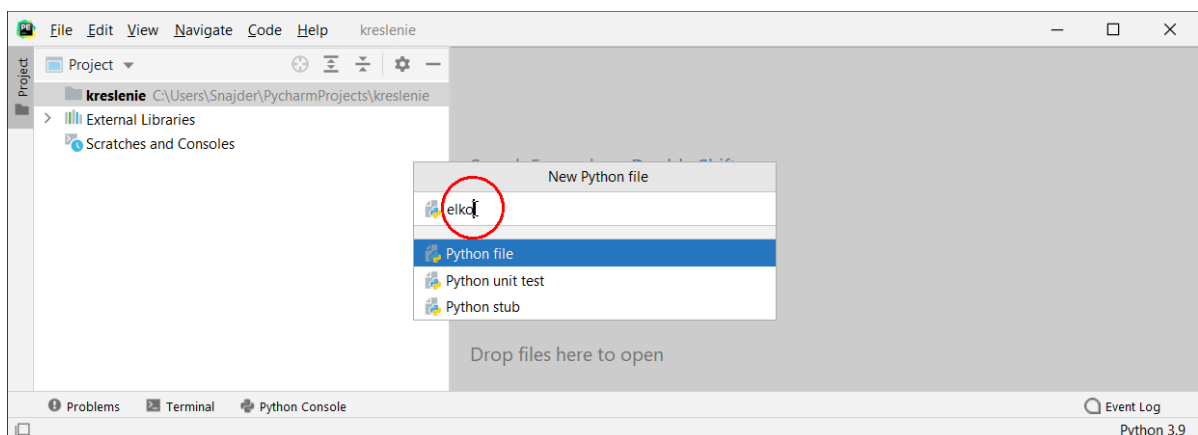 PE File Edit View Navigate Code Help kreslenie
Project
Project
kreslenie C:\Users\Snajder\PycharmProjects\kreslenie
External Libraries
Scratches and Consoles
New Python file
elko
Python file
Python unit test
Python stub
Drop files here to open
Problems Terminal Python Console Event Log
Python 3.9